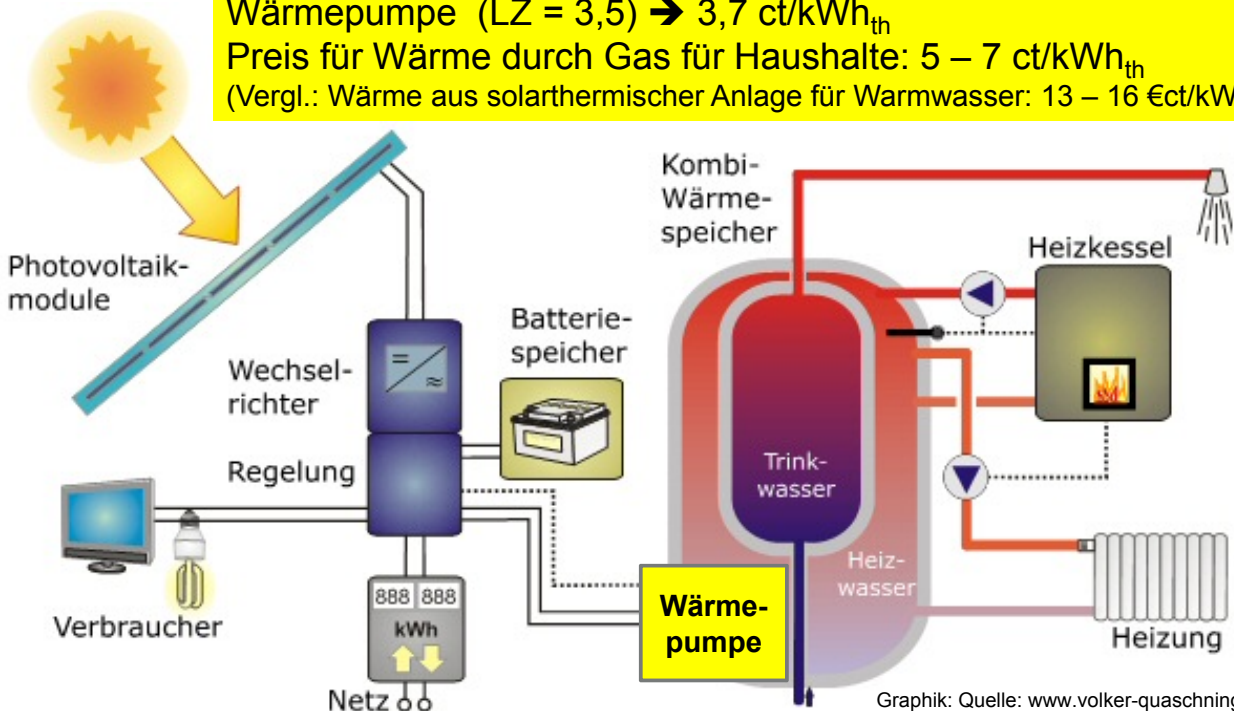 Wärmepumpe (LZ = 3,5) ➔ 3,7 ct/kWhth
Preis für Wärme durch Gas für Haushalte: 5 – 7 ct/kWhth
(Vergl.: Wärme aus solarthermischer Anlage für Warmwasser: 13 – 16 €ct/kW
Kombi-
Wärme-
speicher
Heizkessel
Photovoltaik-
module
Batterie-
speicher
Wechsel-
richter
=
≈
Regelung
Trink-
wasser
Heiz-
wasser
Wärme-
pumpe
888 888
kWh
Verbraucher
Heizung
Netz
Graphik: Quelle: www.volker-quaschning